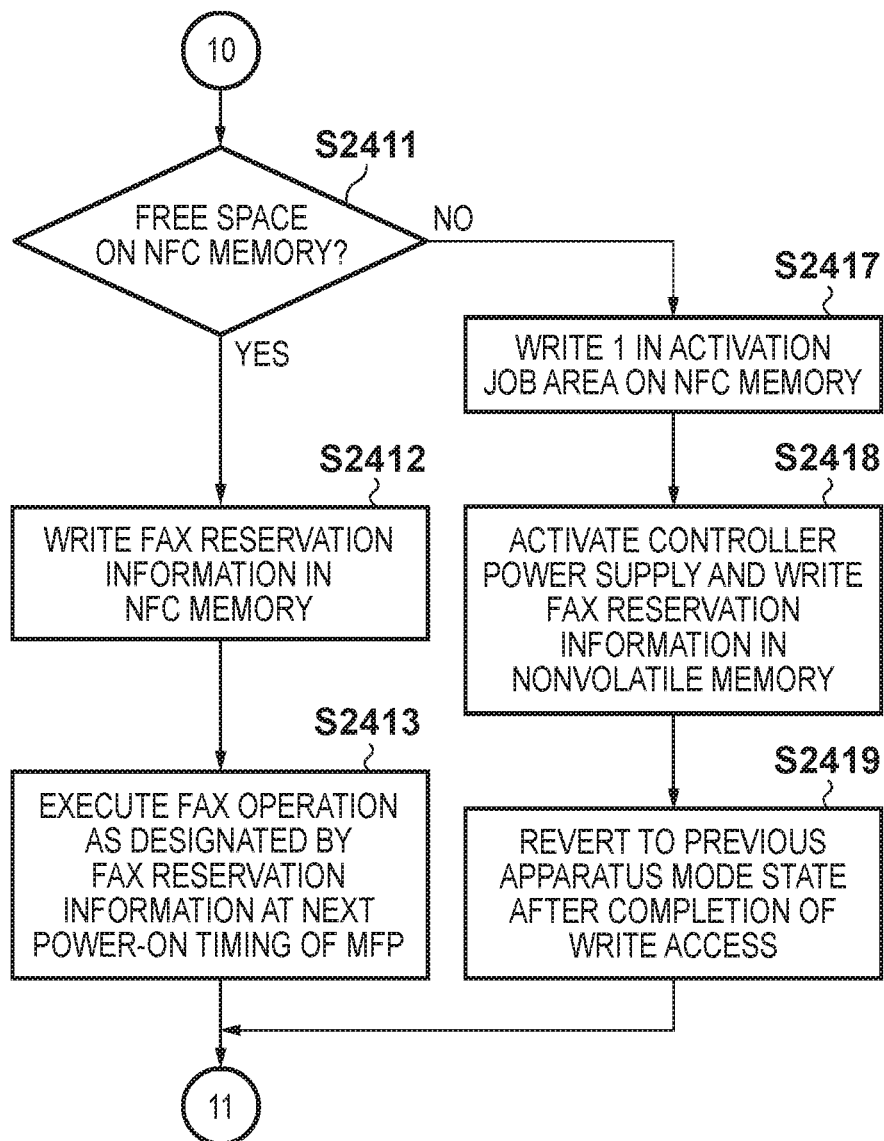 10
S2411
FREE SPACE
ON NFC MEMORY?
NO
YES
S2417
WRITE 1 IN ACTIVATION
JOB AREA ON NFC MEMORY
S2412
WRITE FAX RESERVATION
INFORMATION IN
NFC MEMORY
S2418
ACTIVATE CONTROLLER
POWER SUPPLY AND WRITE
FAX RESERVATION
INFORMATION IN
NONVOLATILE MEMORY
S2413
EXECUTE FAX OPERATION
AS DESIGNATED BY
FAX RESERVATION
INFORMATION AT NEXT
POWER-ON TIMING OF MFP
S2419
REVERT TO PREVIOUS
APPARATUS MODE STATE
AFTER COMPLETION OF
WRITE ACCESS
11